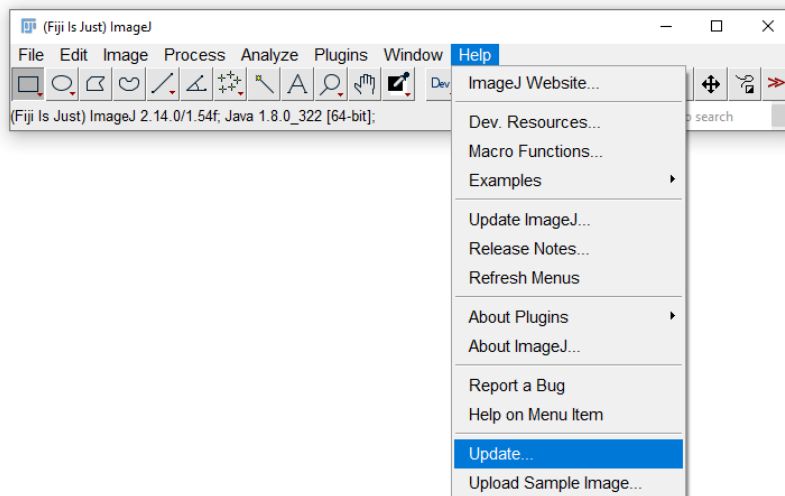 (Fiji Is Just) ImageJ
File Edit Image Process Analyze Plugins Window Help
A Dev
(Fiji Is Just) ImageJ 2.14.0/1.54f; Java 1.8.0_322 [64-bit]; search
ImageJ Website...
Dev. Resources...
Macro Functions...
Examples
Update ImageJ...
Release Notes...
Refresh Menus
About Plugins
About ImageJ...
Report a Bug
Help on Menu Item
Update...
Upload Sample Image...